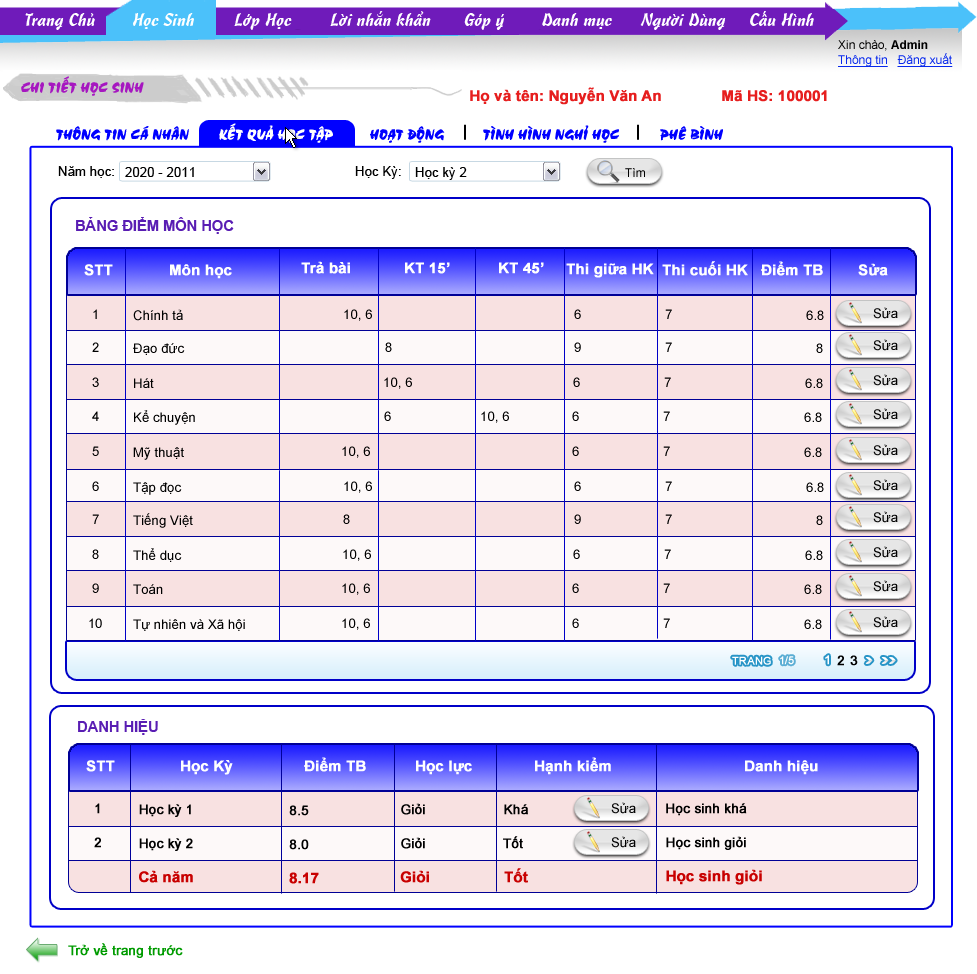 Trang Chủ Học Sinh Lớp Học Lời nhắn khẩn Góp ý Danh mục Người Dùng Cấu Hình
Xin chào, Admin
Thông tin Đăng xuất
CHI TIẾT HỌC SINH
Họ và tên: Nguyễn Văn An Mã HS: 100001
THÔNG TIN CÁ NHÂN KẾT QUẢ HỌC TẬP HOẠT ĐỘNG TÌNH HÌNH NGHỈ HỌC PHÊ BÌNH
Năm học: 2020 - 2011 Học Kỳ: Học kỳ 2 Tìm
BẢNG ĐIỂM MÔN HỌC
STT Môn học Trả bài KT 15’ KT 45’ Thi giữa HK Thi cuối HK Điểm TB Sửa
1 Chính tả 10, 6 6 7 6.8 Sửa
2 Đạo đức 8 9 7 8 Sửa
3 Hát 10, 6 6 7 6.8 Sửa
4 Kể chuyện 6 10, 6 6 7 6.8 Sửa
5 Mỹ thuật 10, 6 6 7 6.8 Sửa
6 Tập đọc 10, 6 6 7 6.8 Sửa
7 Tiếng Việt 8 9 7 8 Sửa
8 Thể dục 10, 6 6 7 6.8 Sửa
9 Toán 10, 6 6 7 6.8 Sửa
10 Tự nhiên và Xã hội 10, 6 6 7 6.8 Sửa
TRANG 1/5 1 2 3 > >>
DANH HIỆU
STT Học Kỳ Điểm TB Học lực Hạnh kiểm Danh hiệu
1 Học kỳ 1 8.5 Giỏi Khá Sửa Học sinh khá
2 Học kỳ 2 8.0 Giỏi Tốt Sửa Học sinh giỏi
Cả năm 8.17 Giỏi Tốt Học sinh giỏi
Trở về trang trước